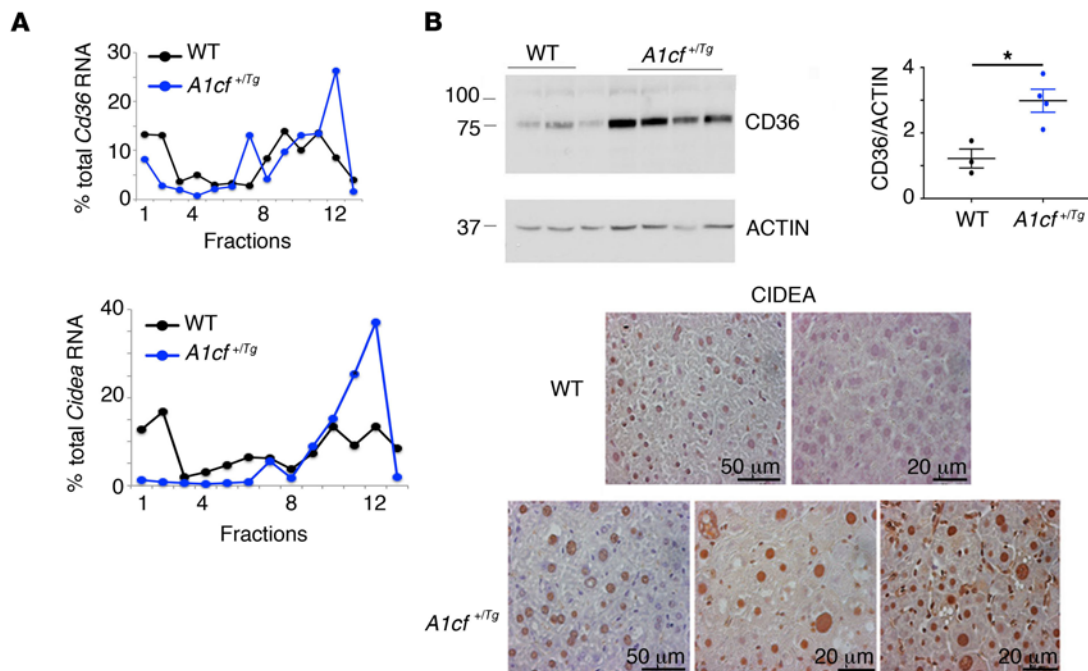 A
WT
A1cf +/Tg
% total Cd36 RNA
30
20
10
0
1
4
8
12
Fractions
WT
A1cf +/Tg
% total Cidea RNA
40
20
0
1
4
8
12
Fractions
B
WT
A1cf +/Tg
100
75
CD36
37
ACTIN
*
CD36/ACTIN
4
2
0
WT
A1cf +/Tg
CIDEA
WT
50 µm
20 µm
A1cf +/Tg
50 µm
20 µm
20 µm